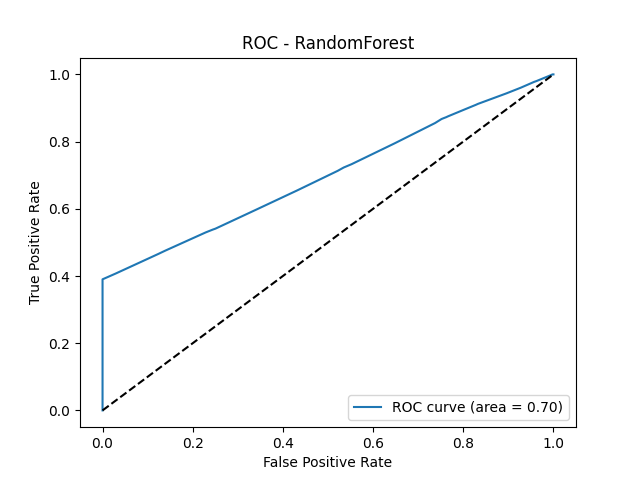 ROC - RandomForest
1.0
0.8
0.6
0.4
0.2
0.0
True Positive Rate
ROC curve (area = 0.70)
0.0 0.2 0.4 0.6 0.8 1.0
False Positive Rate